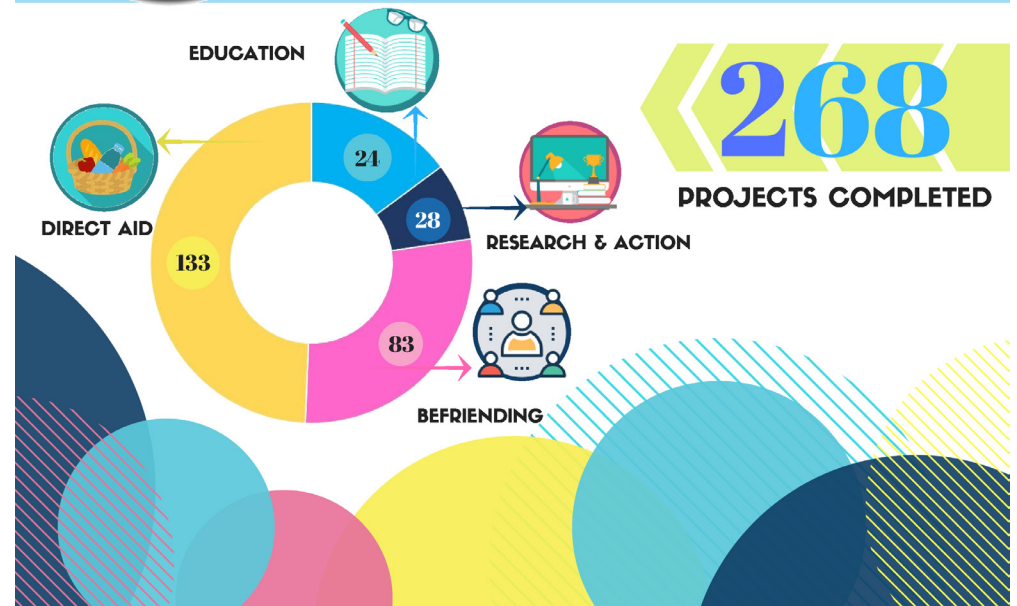 EDUCATION
24
268
PROJECTS COMPLETED
DIRECT AID
28
RESEARCH & ACTION
133
83
BEFRIENDING